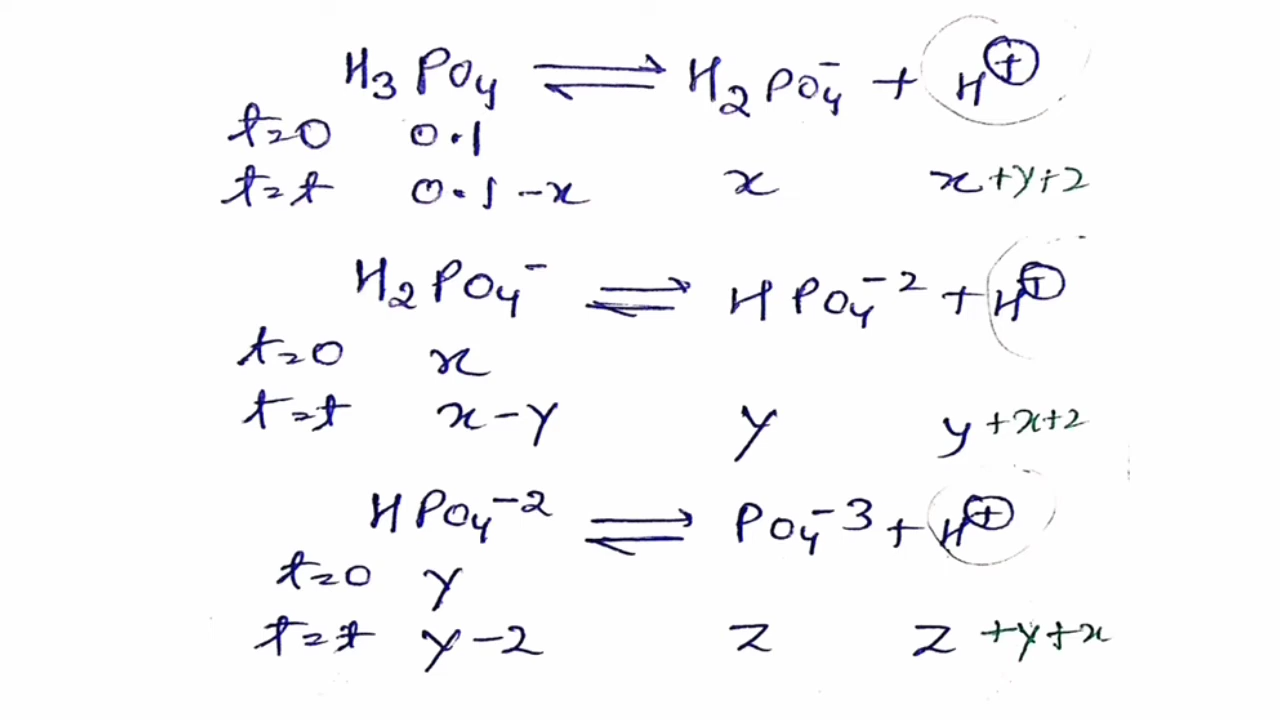 H₃PO₄ ⇌ H₂PO₄⁻ + H⊕
t=0 0.1
t=t 0.1-x x x+y+z
H₂PO₄⁻ ⇌ HPO₄⁻² + H⊕
t=0 x
t=t x-y y y+x+z
HPO₄⁻² ⇌ PO₄⁻³ + H⊕
t=0 y
t=t y-z z z+y+x